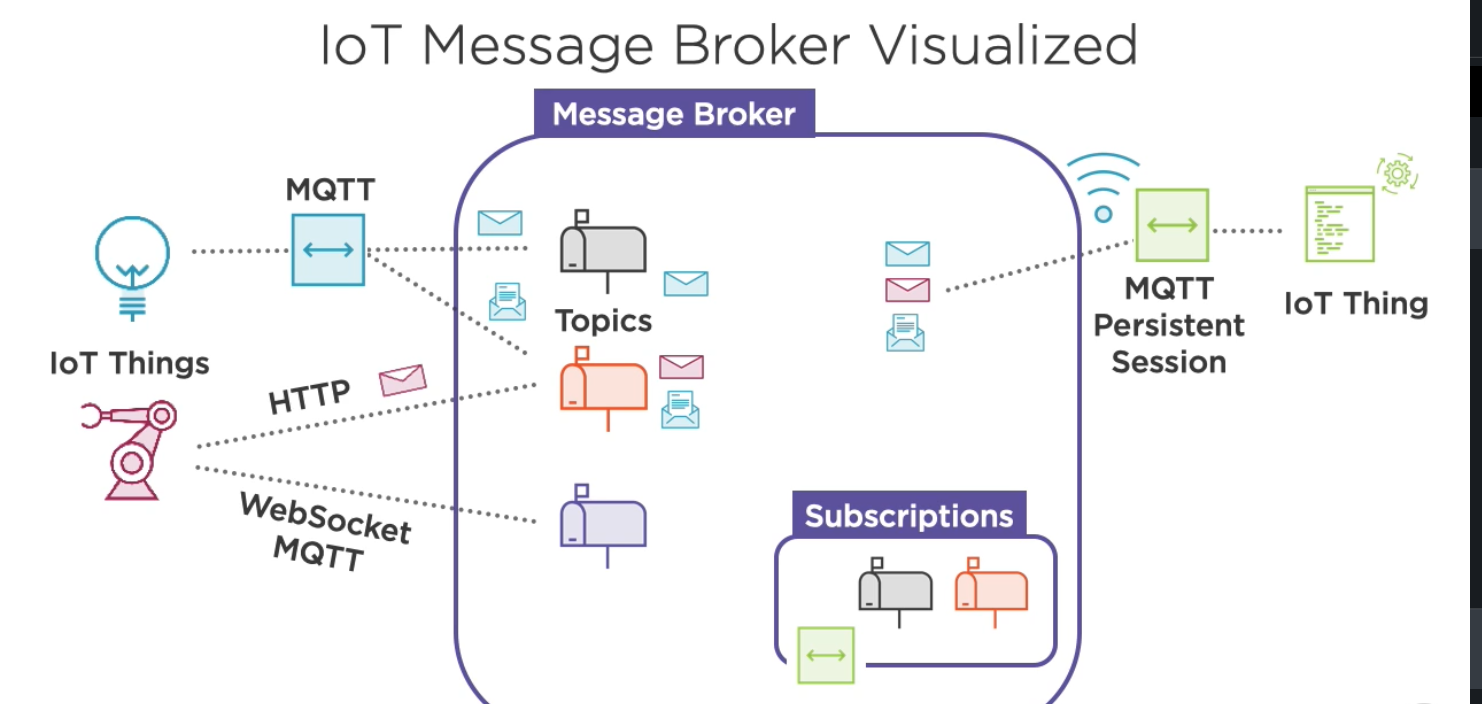 IoT Message Broker Visualized
Message Broker
MQTT
IoT Things
HTTP
WebSocket
MQTT
Topics
Subscriptions
MQTT
Persistent
Session
IoT Thing